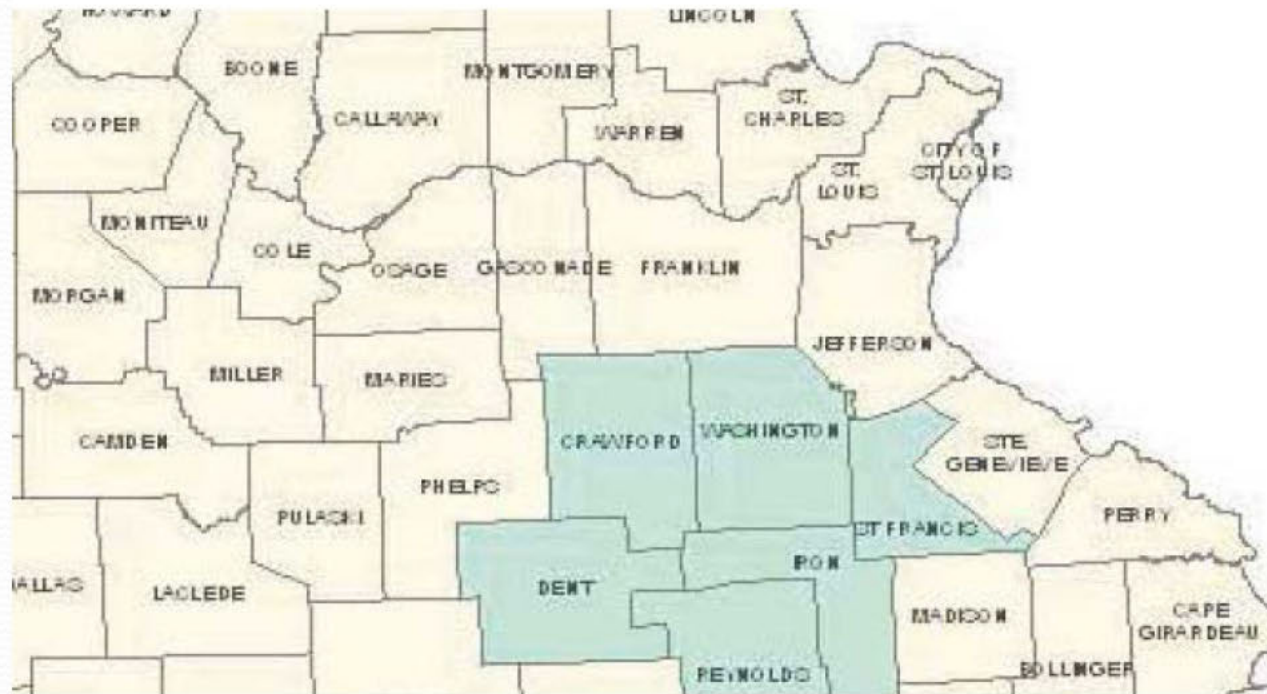 HOWARD
LINCOLN
BOONE
MONTGOMERY
ST.
CHARLES
COOPER
CALLAWAY
WARREN
CITY OF
ST. LOUIS
ST.
LOUIS
MONITEAU
COLE
OSAGE
GASCONADE
FRANKLIN
MORGAN
JEFFERSON
MILLER
MARIES
CRAWFORD
WASHINGTON
CAMDEN
STE.
GENEVIEVE
PHELPS
PULASKI
ST FRANCIS
PERRY
IRON
DALLAS
LACLEDE
DENT
MADISON
CAPE
GIRARDEAU
REYNOLDS
BOLLINGER